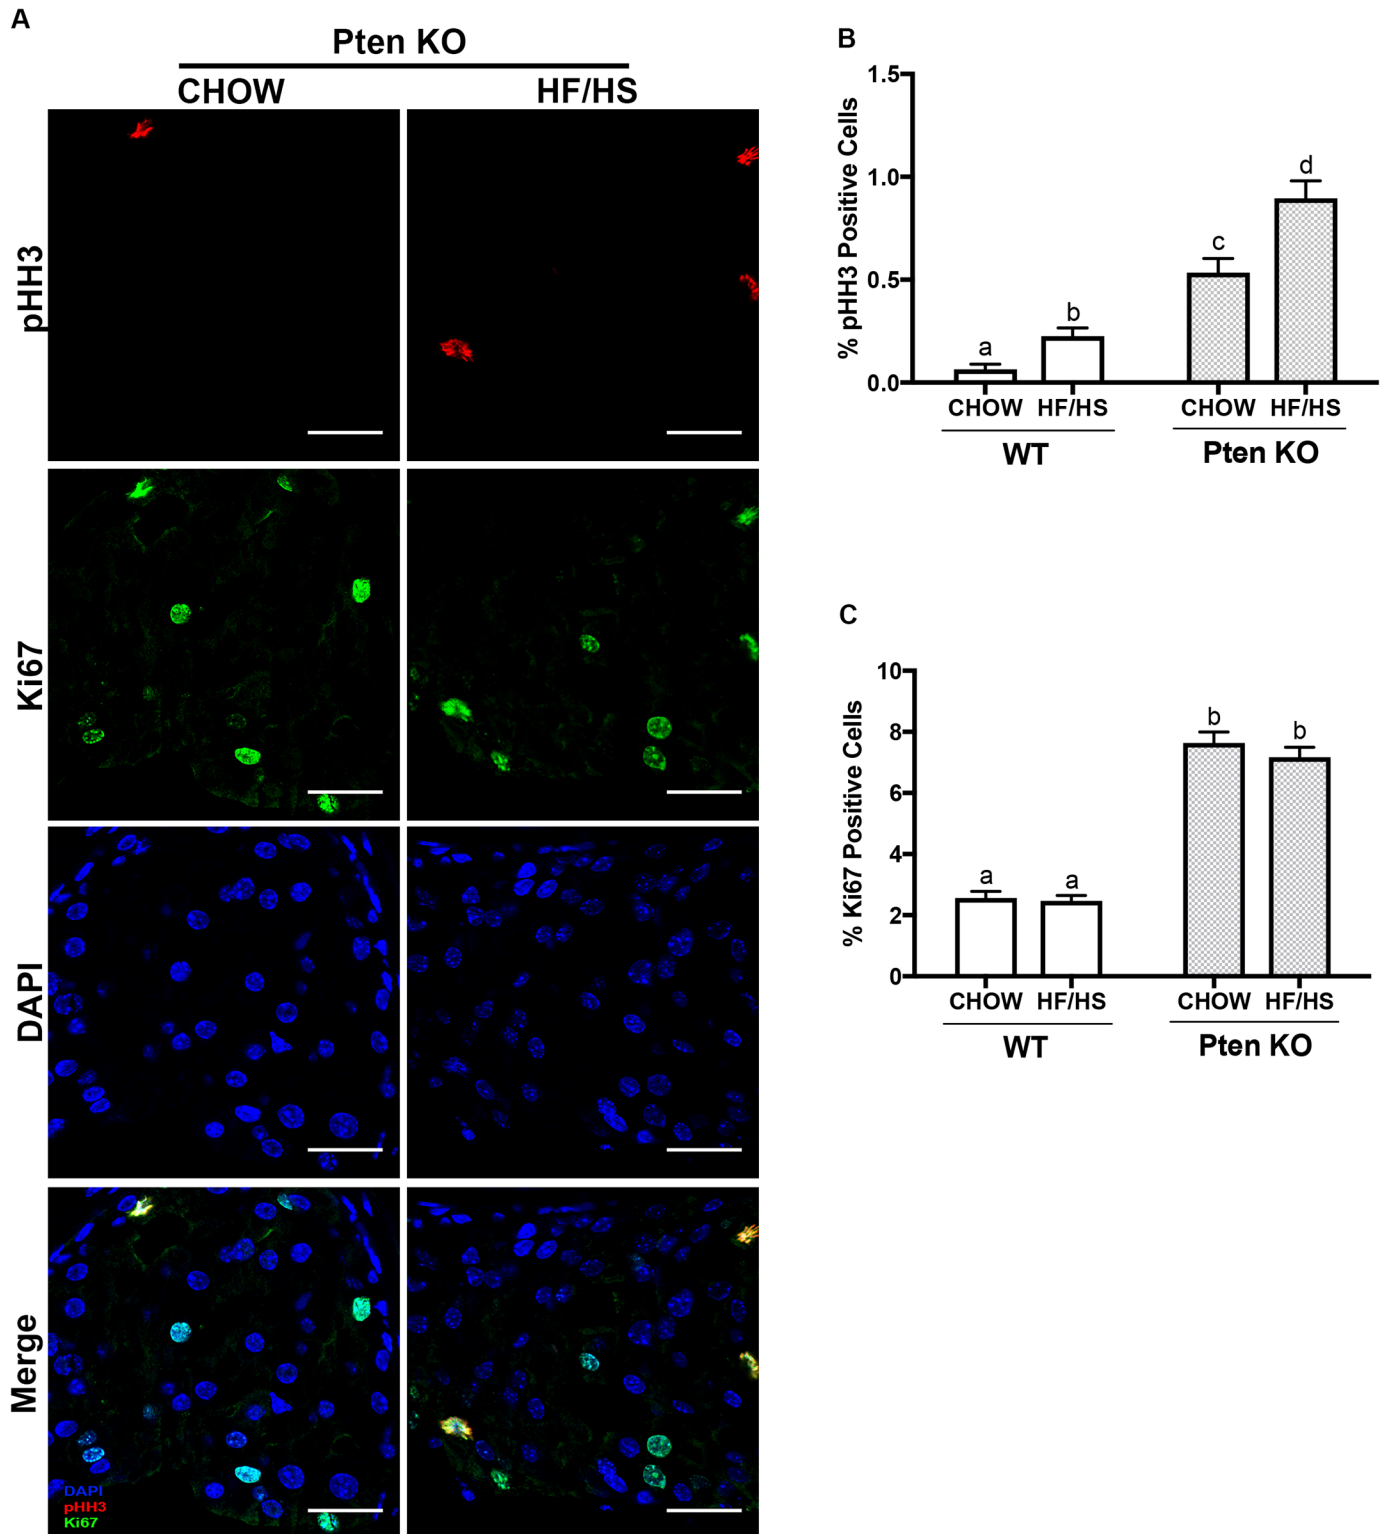 A
Pten KO
CHOW HF/HS
pHH3
Ki67
DAPI
Merge
DAPI
pHH3
Ki67
B
% pHH3 Positive Cells
1.5
1.0
0.5
0.0
a
b
c
d
CHOW HF/HS CHOW HF/HS
WT Pten KO
C
% Ki67 Positive Cells
10
8
6
4
2
0
a
a
b
b
CHOW HF/HS CHOW HF/HS
WT Pten KO